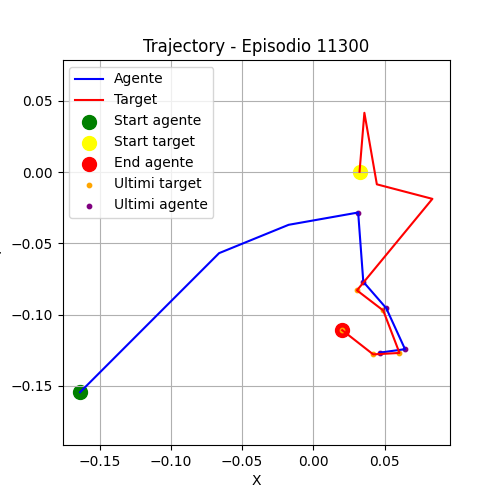 Trajectory - Episodio 11300
Agente
Target
Start agente
Start target
End agente
Ultimi target
Ultimi agente
0.05
0.00
−0.05
−0.10
−0.15
−0.15
−0.10
−0.05
0.00
0.05
X